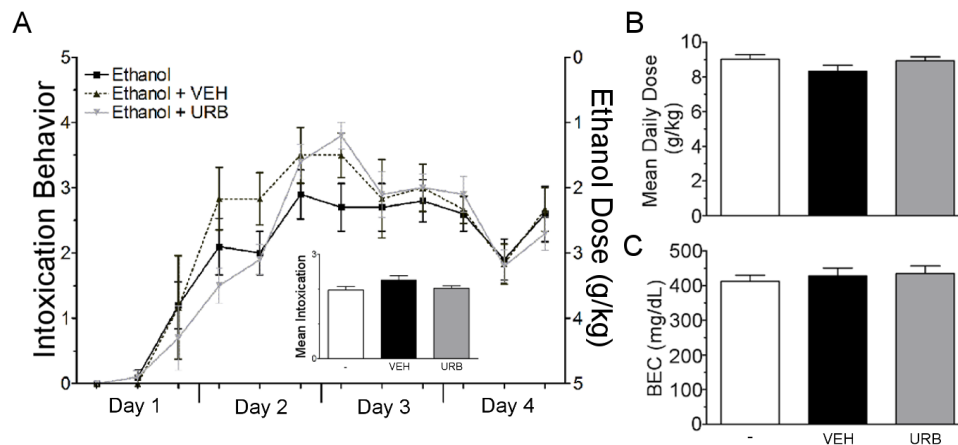 A
Intoxication Behavior
5
4
3
2
1
0
Ethanol
Ethanol + VEH
Ethanol + URB
0
1
2
3
4
5
Ethanol Dose (g/kg)
Day 1
Day 2
Day 3
Day 4
Mean Intoxication
3
0
-
VEH
URB
B
Mean Daily Dose
(g/kg)
10
8
6
4
2
0
C
BEC (mg/dL)
500
400
300
200
100
0
-
VEH
URB